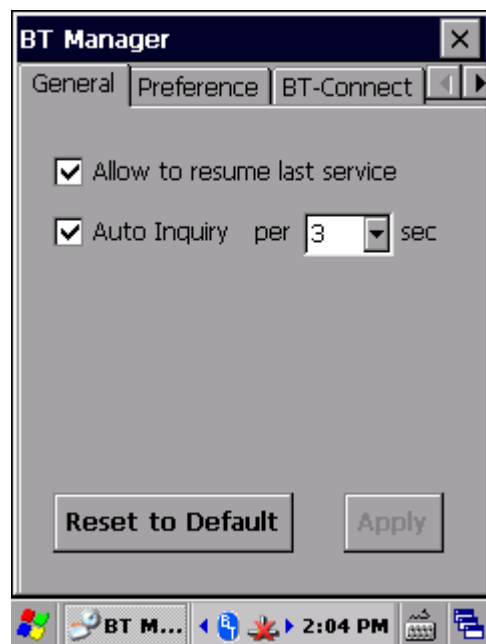 BT Manager
General Preference BT-Connect
Allow to resume last service
Auto Inquiry per 3 sec
Reset to Default Apply
BT M... 2:04 PM